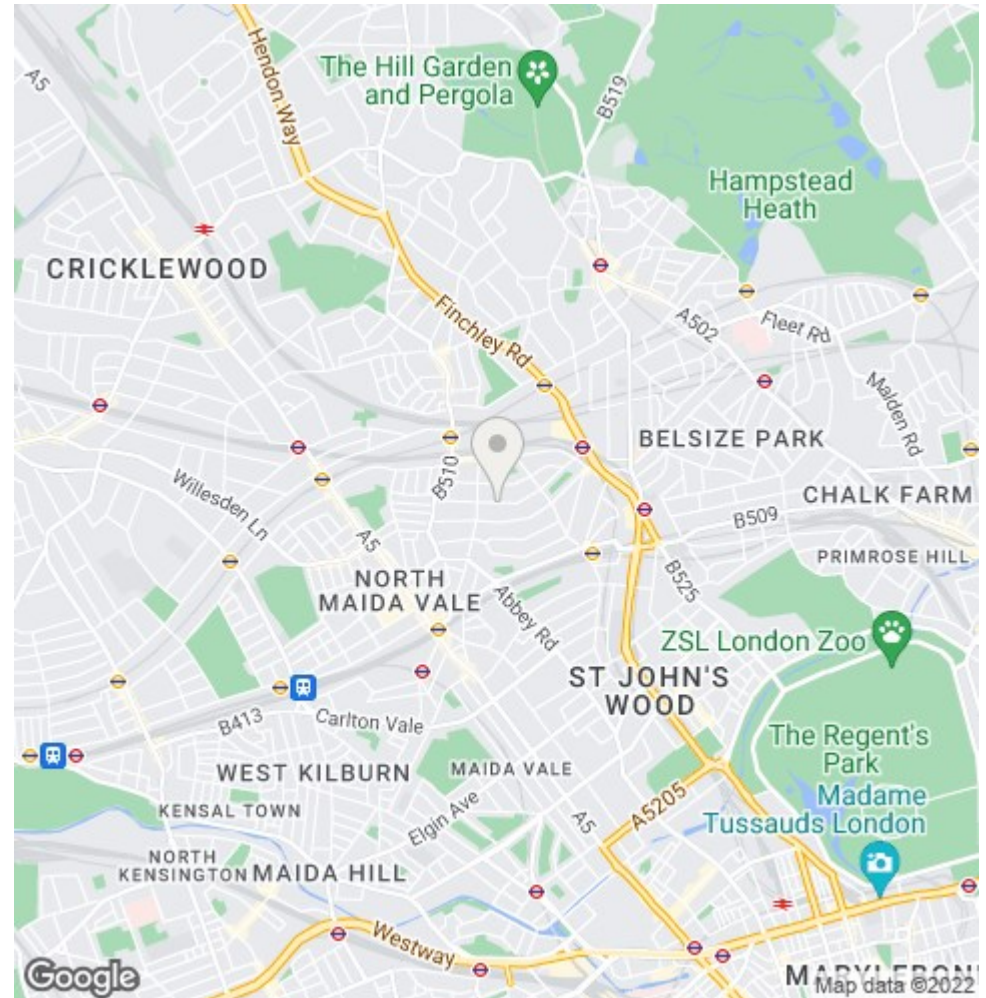 A5
Hendon Way
The Hill Garden
and Pergola
B519
Hampstead
Heath
CRICKLEWOOD
Finchley Rd
A502
Fleet Rd
Malden Rd
BELSIZE PARK
B510
Willesden Ln
A5
CHALK FARM
B509
PRIMROSE HILL
NORTH
MAIDA VALE
Abbey Rd
B525
ZSL London Zoo
ST JOHN'S
WOOD
B413
Carlton Vale
The Regent's
Park
WEST KILBURN
MAIDA VALE
KENSAL TOWN
Elgin Ave
A5
A5205
Madame
Tussauds London
NORTH
KENSINGTON
MAIDA HILL
Westway
MARYLEBON
Google
Map data ©2022